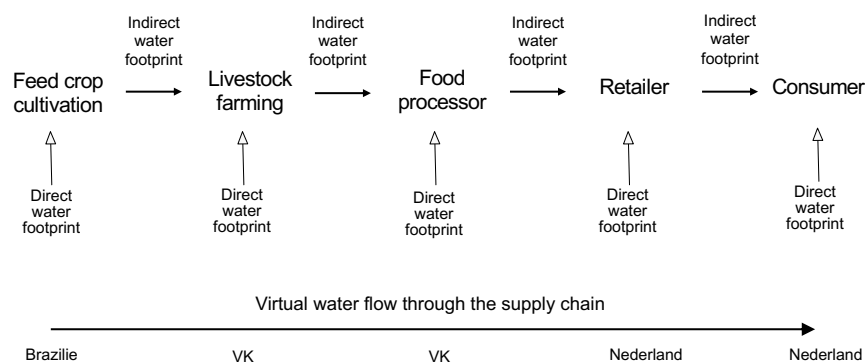 Indirect
water
footprint
Indirect
water
footprint
Indirect
water
footprint
Indirect
water
footprint
Feed crop
cultivation
Livestock
farming
Food
processor
Retailer
Consumer
Direct
water
footprint
Direct
water
footprint
Direct
water
footprint
Direct
water
footprint
Direct
water
footprint
Virtual water flow through the supply chain
Brazilie
VK
VK
Nederland
Nederland